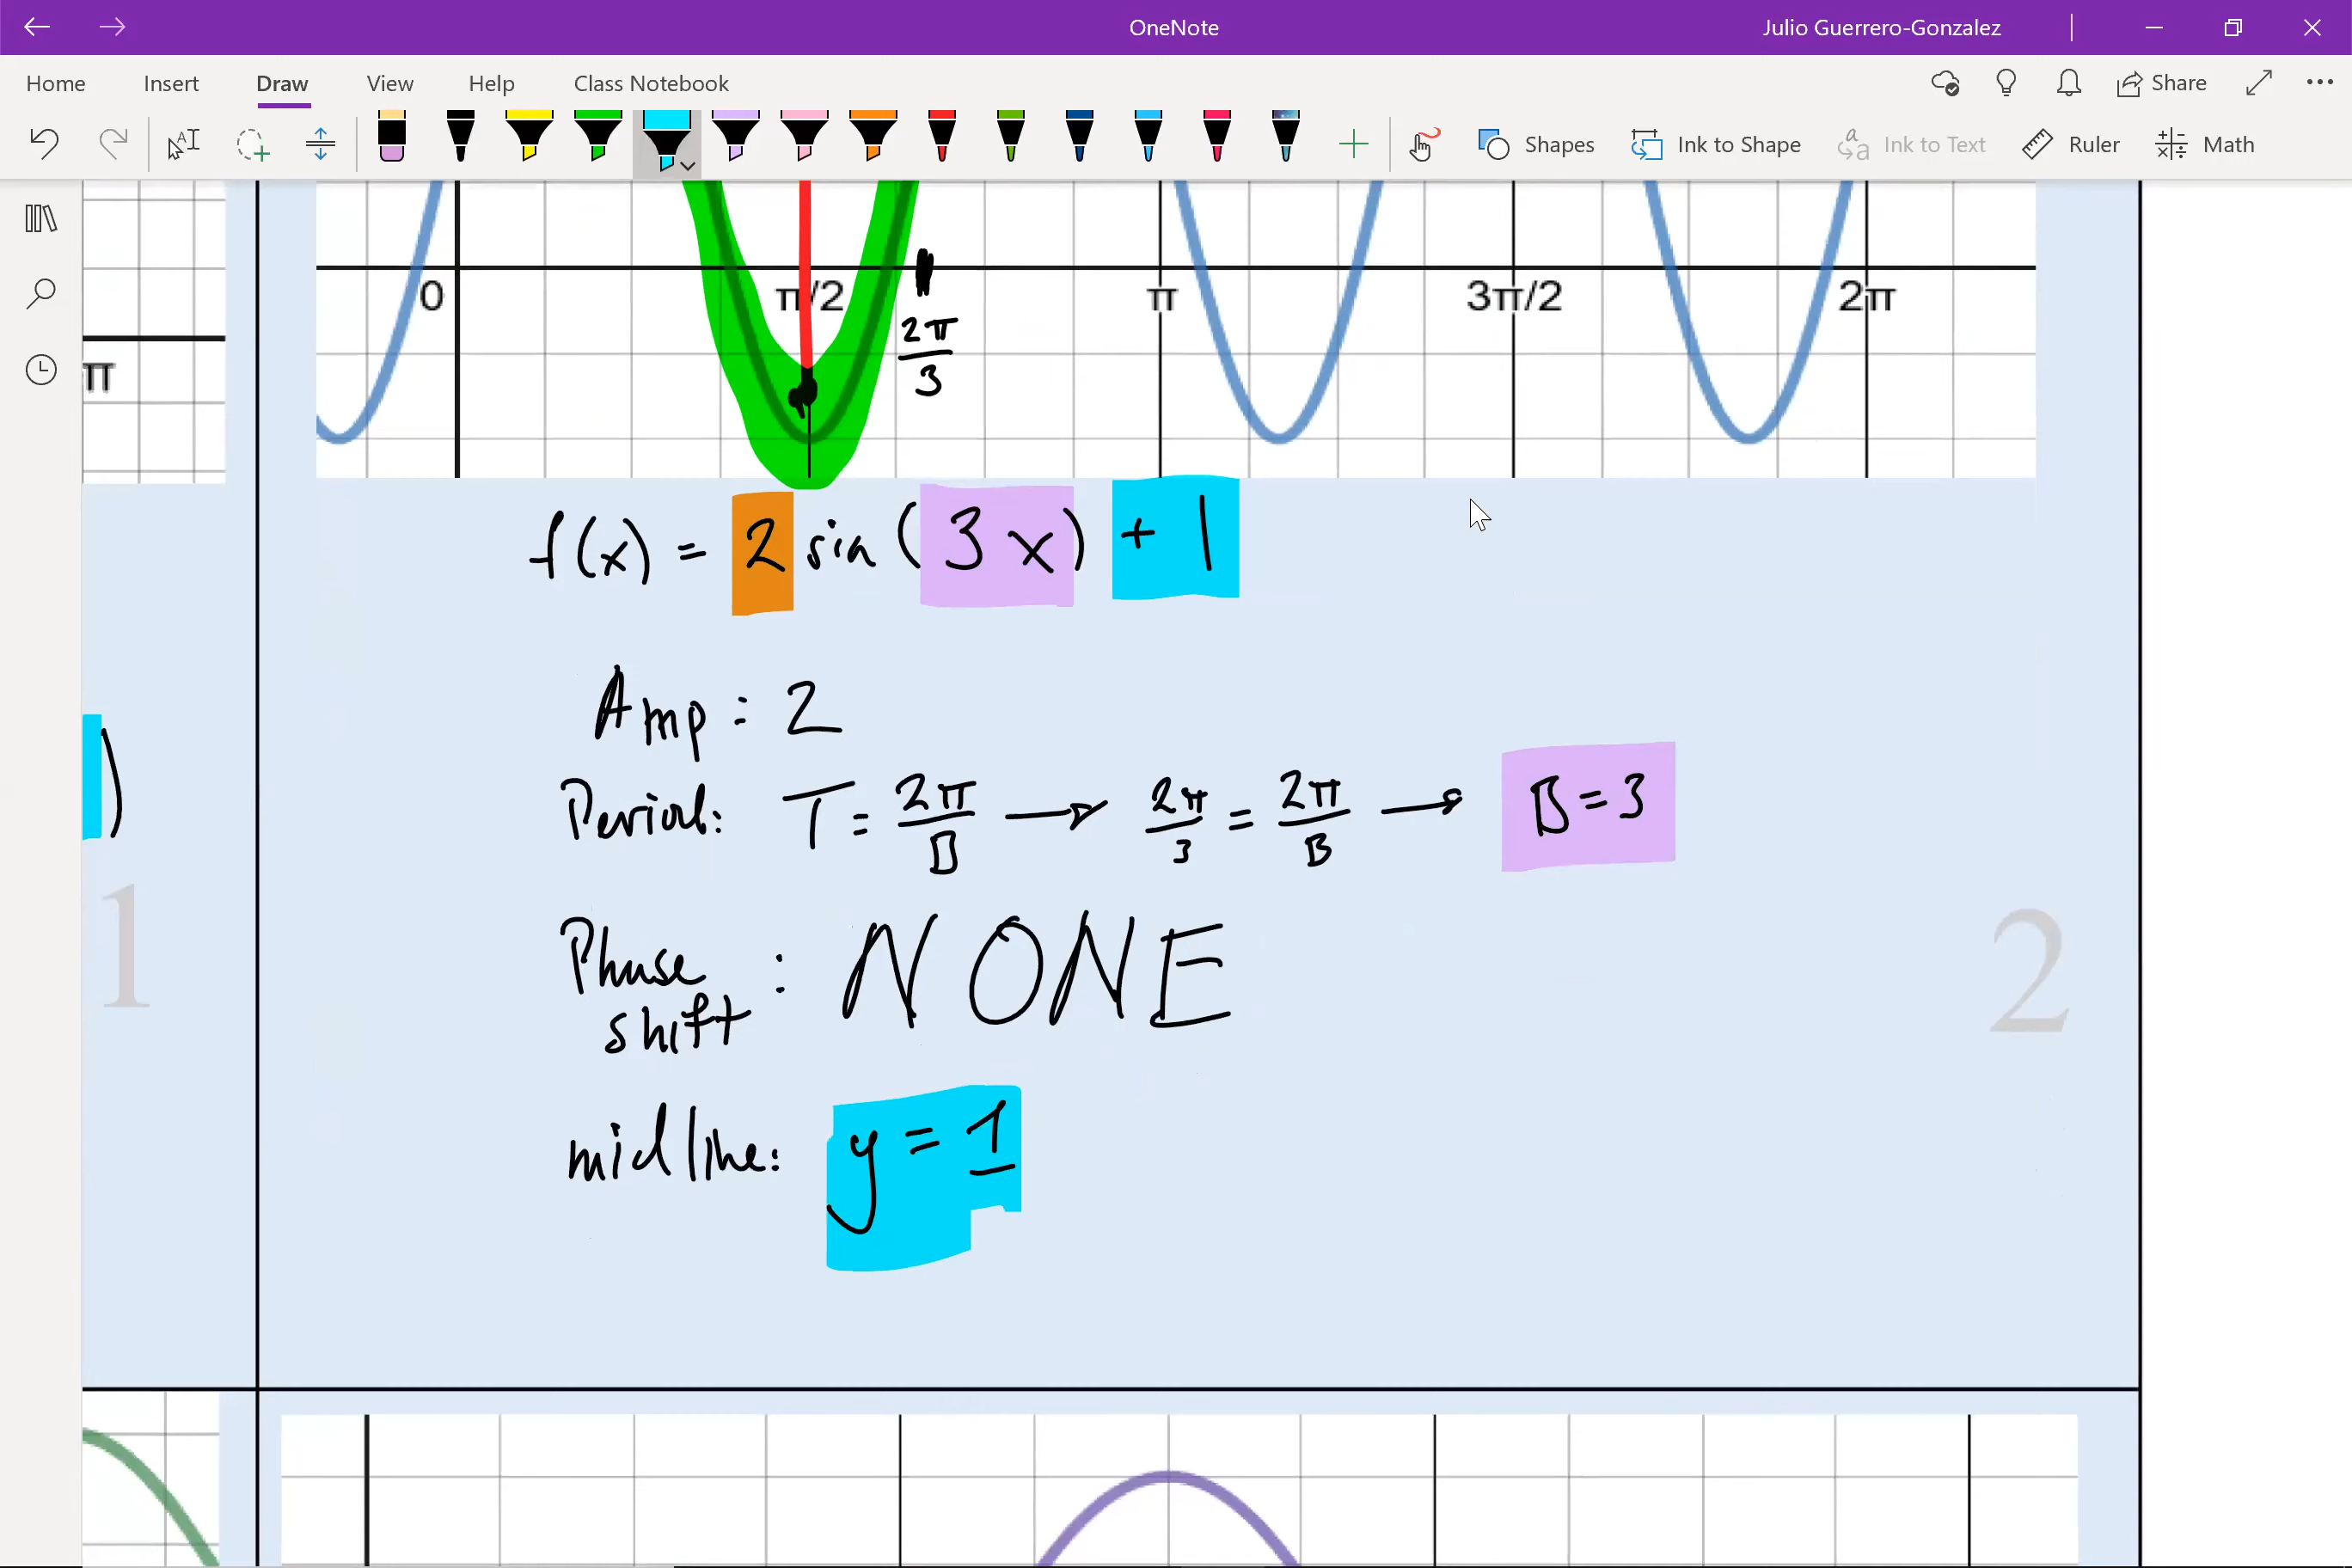 OneNote
Julio Guerrero-Gonzalez
Home Insert Draw View Help Class Notebook Share
Shapes Ink to Shape Ink to Text Ruler Math
π
0 π/2 π 3π/2 2π
2π/3
f(x) = 2 sin(3x) + 1
Amp: 2
Period: T = 2π/B → 2π/3 = 2π/B → B = 3
)
Phase shift: NONE
1
2
midline: y = 1